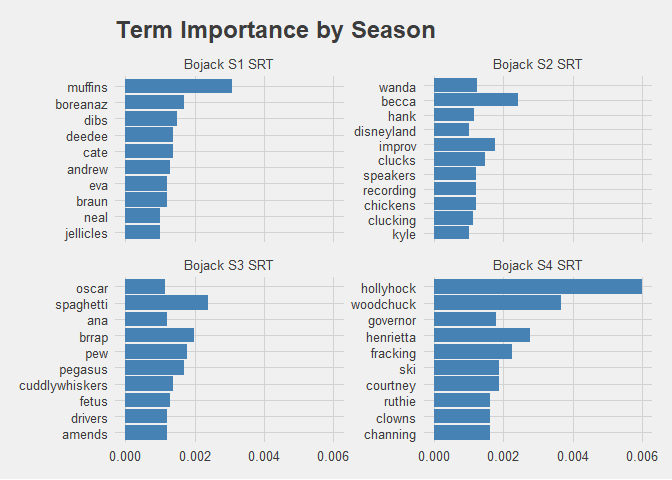 Term Importance by Season
Bojack S1 SRT
muffins
boreanaz
dibs
deedee
cate
andrew
eva
braun
neal
jellicles
Bojack S2 SRT
wanda
becca
hank
disneyland
improv
clucks
speakers
recording
chickens
clucking
kyle
Bojack S3 SRT
oscar
spaghetti
ana
brrap
pew
pegasus
cuddlywhiskers
fetus
drivers
amends
0.000 0.002 0.004 0.006
Bojack S4 SRT
hollyhock
woodchuck
governor
henrietta
fracking
ski
courtney
ruthie
clowns
channing
0.000 0.002 0.004 0.006